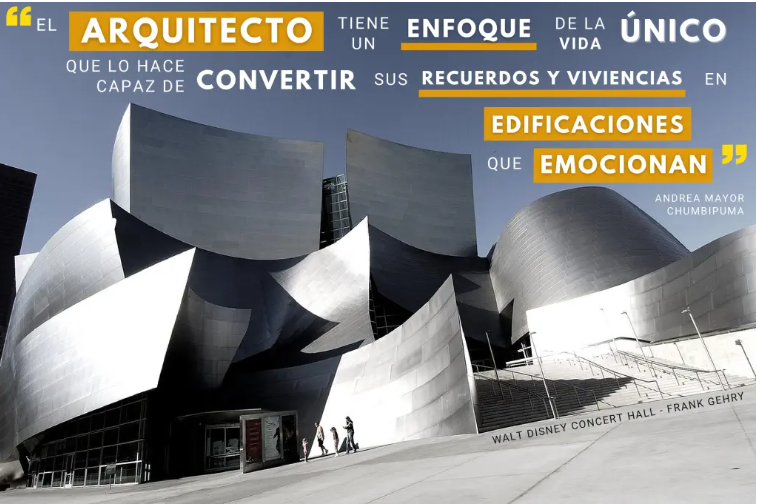 “EL ARQUITECTO TIENE UN ENFOQUE DE LA VIDA ÚNICO
QUE LO HACE CAPAZ DE CONVERTIR SUS RECUERDOS Y VIVIENCIAS EN
EDIFICACIONES
QUE EMOCIONAN”
ANDREA MAYOR
CHUMBIPUMA
WALT DISNEY CONCERT HALL - FRANK GEHRY